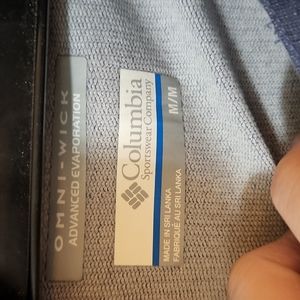 OMNI-WICK
ADVANCED EVAPORATION
Columbia
Sportswear Company
M/M
MADE IN SRI LANKA
FABRIQUÉ AU SRI LANKA